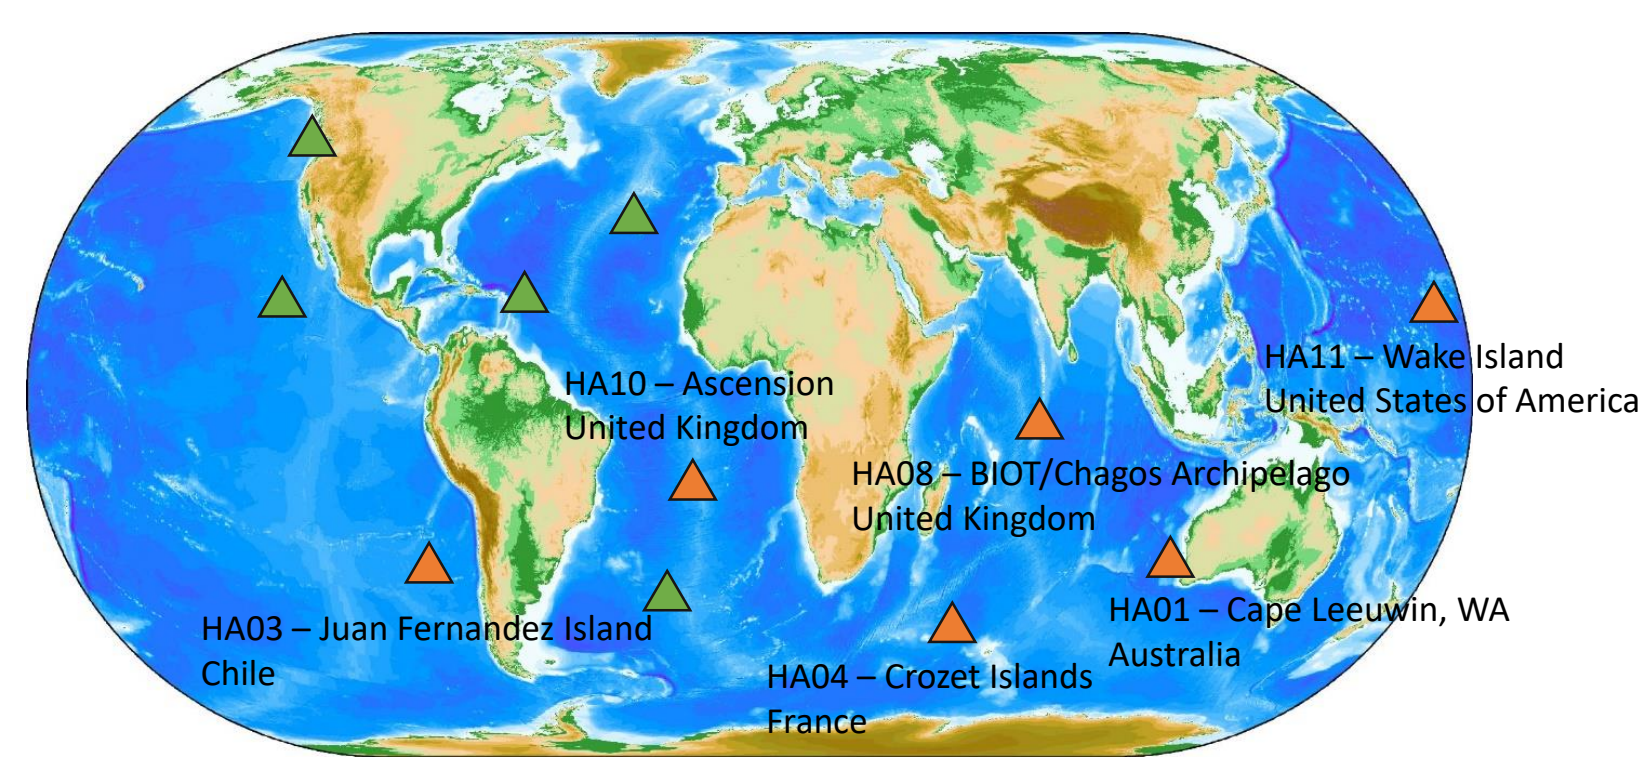 HA11 – Wake Island
United States of America
HA10 – Ascension
United Kingdom
HA08 – BIOT/Chagos Archipelago
United Kingdom
HA03 – Juan Fernandez Island
Chile
HA04 – Crozet Islands
France
HA01 – Cape Leeuwin, WA
Australia